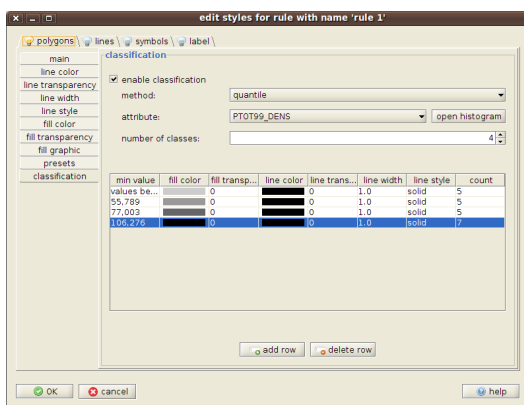 edit styles for rule with name 'rule 1'
polygons lines symbols label
main
line color
line transparency
line width
line style
fill color
fill transparency
fill graphic
presets
classification
classification
enable classification
method: quantile
attribute: PTOT99_DENS open histogram
number of classes: 4
min value fill color fill transp... line color line trans... line width line style count
values be... 0 0 1.0 solid 5
55,789 0 0 1.0 solid 5
77,003 0 0 1.0 solid 5
106,276 0 0 1.0 solid 7
add row delete row
OK cancel help